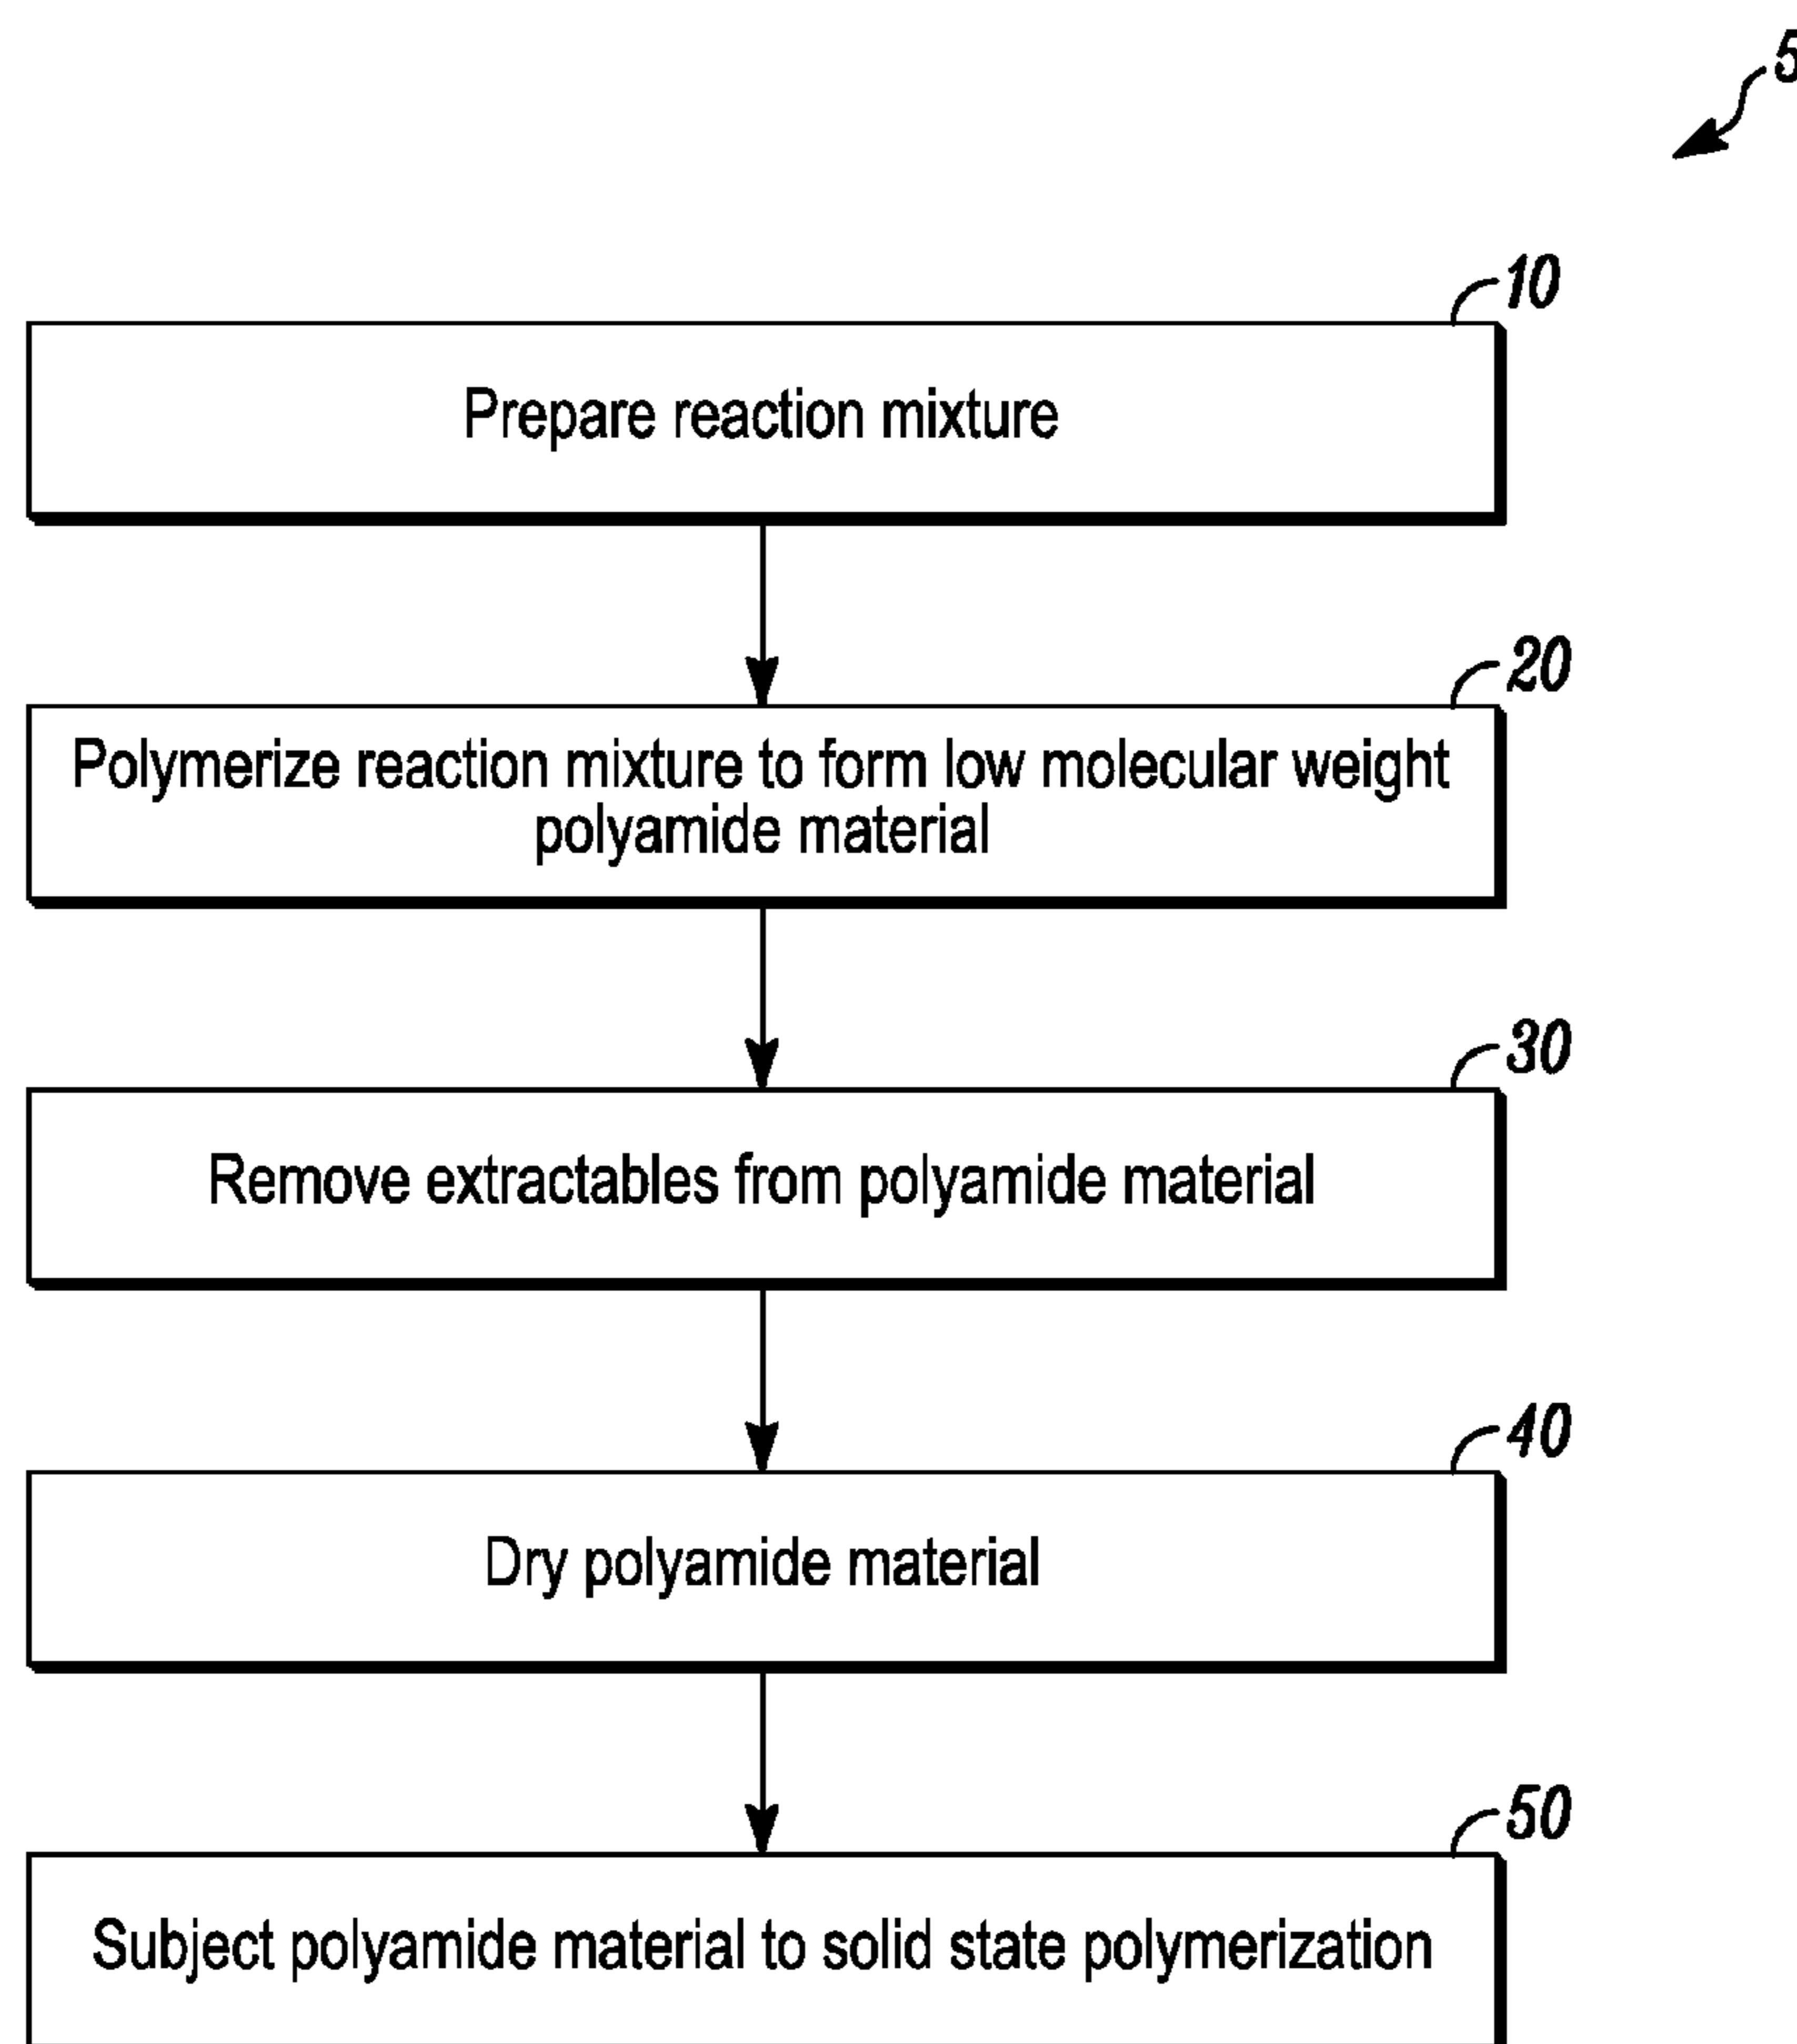 5
10
Prepare reaction mixture
20
Polymerize reaction mixture to form low molecular weight
polyamide material
30
Remove extractables from polyamide material
40
Dry polyamide material
50
Subject polyamide material to solid state polymerization